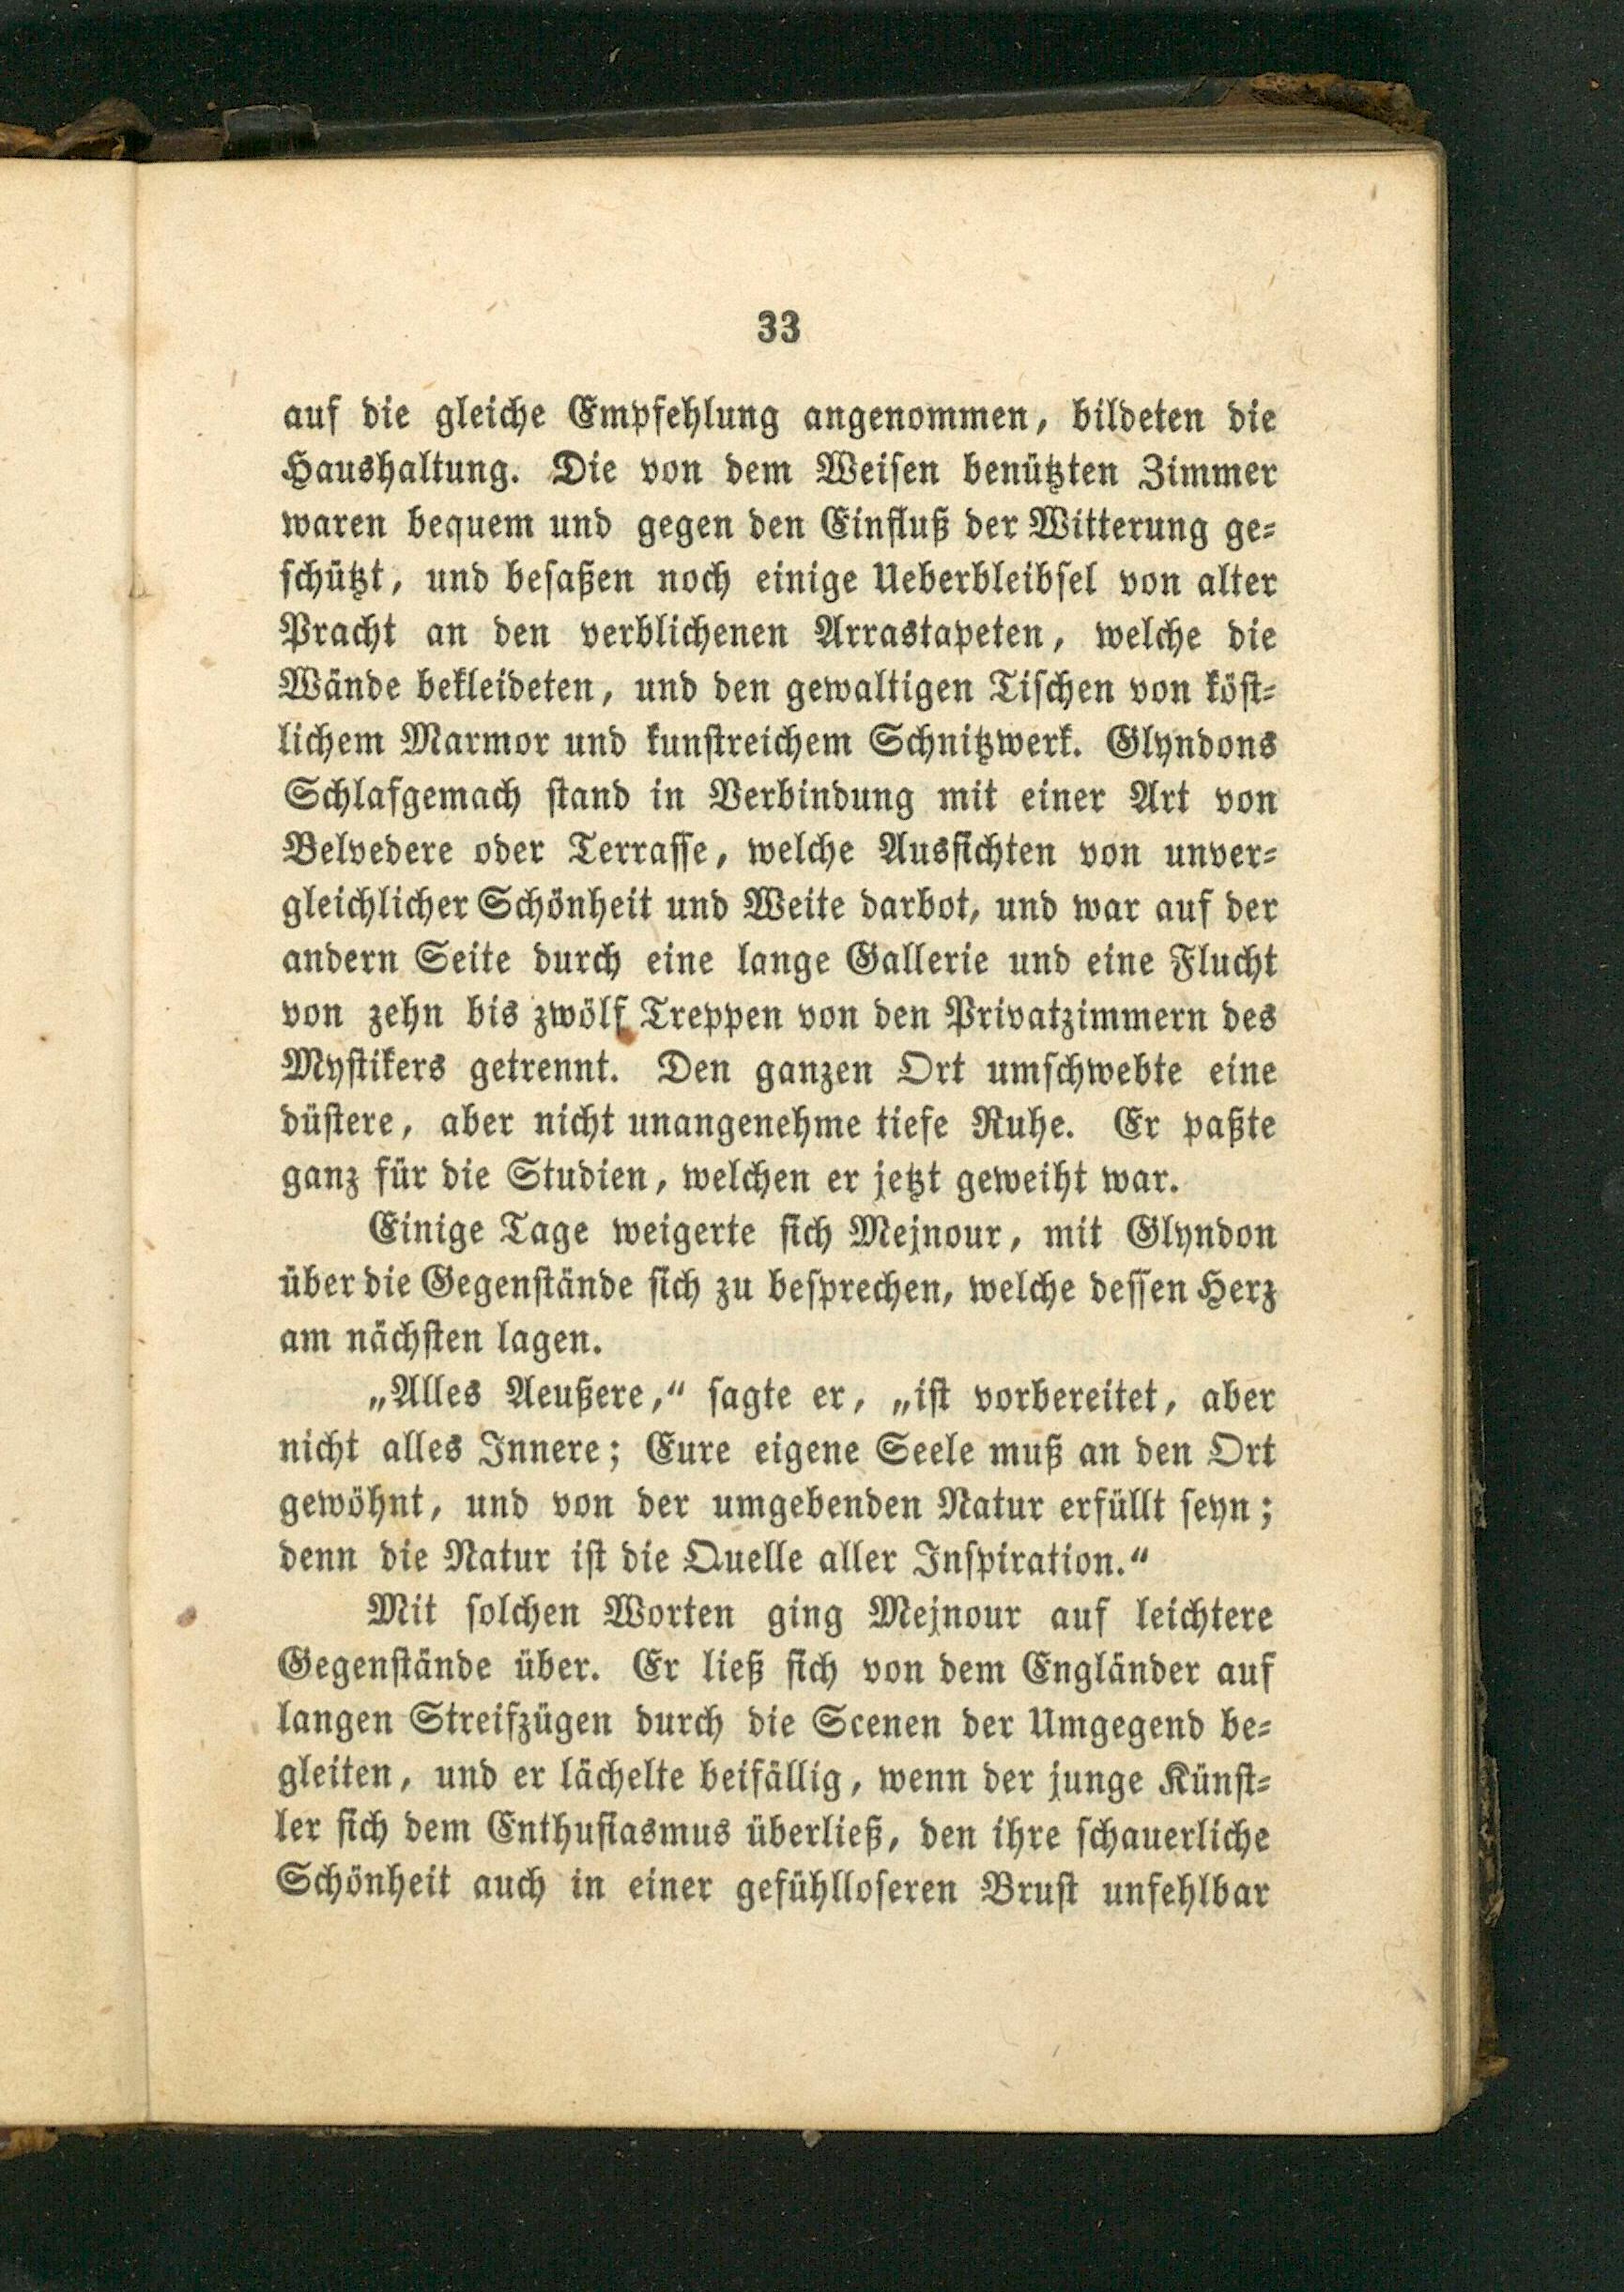 33
auf die gleiche Empfehlung angenommen, bildeten die
Haushaltung. Die von dem Weisen benützten Zimmer
waren bequem und gegen den Einfluß der Witterung ge-
schützt, und besaßen noch einige Ueberbleibsel von alter
Pracht an den verblichenen Arrastapeten, welche die
Wände bekleideten, und den gewaltigen Tischen von köst-
lichem Marmor und kunstreichem Schnitzwerk. Glyndons
Schlafgemach stand in Verbindung mit einer Art von
Belvedere oder Terrasse, welche Aussichten von unver-
gleichlicher Schönheit und Weite darbot, und war auf der
andern Seite durch eine lange Gallerie und eine Flucht
von zehn bis zwölf Treppen von den Privatzimmern des
Mystikers getrennt. Den ganzen Ort umschwebte eine
düstere, aber nicht unangenehme tiefe Ruhe. Er paßte
ganz für die Studien, welchen er jetzt geweiht war.
Einige Tage weigerte sich Mejnour, mit Glyndon
über die Gegenstände sich zu besprechen, welche dessen Herz
am nächsten lagen.
„Alles Aeußere,“ sagte er, „ist vorbereitet, aber
nicht alles Innere; Eure eigene Seele muß an den Ort
gewöhnt, und von der umgebenden Natur erfüllt seyn;
denn die Natur ist die Quelle aller Inspiration.“
Mit solchen Worten ging Mejnour auf leichtere
Gegenstände über. Er ließ sich von dem Engländer auf
langen Streifzügen durch die Scenen der Umgegend be-
gleiten, und er lächelte beifällig, wenn der junge Künst-
ler sich dem Enthusiasmus überließ, den ihre schauerliche
Schönheit auch in einer gefühlloseren Brust unfehlbar